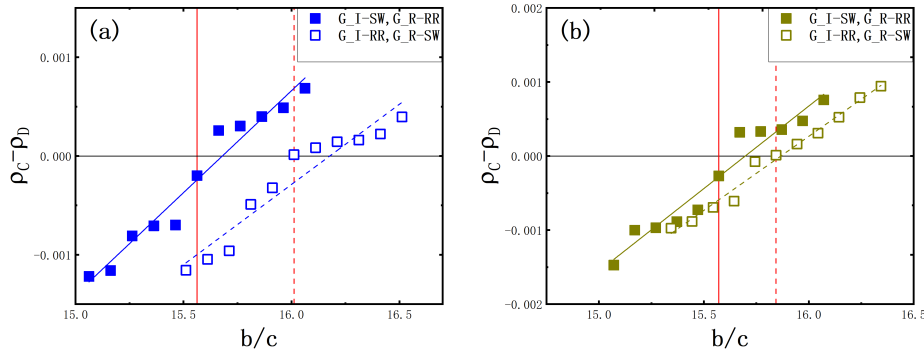 (a)
G_I-SW,G_R-RR
G_I-RR,G_R-SW
0.001
0.000
−0.001
ρC−ρD
15.0
15.5
16.0
16.5
b/c
(b)
G_I-SW,G_R-RR
G_I-RR,G_R-SW
0.002
0.001
0.000
−0.001
−0.002
ρC−ρD
15.0
15.5
16.0
16.5
b/c